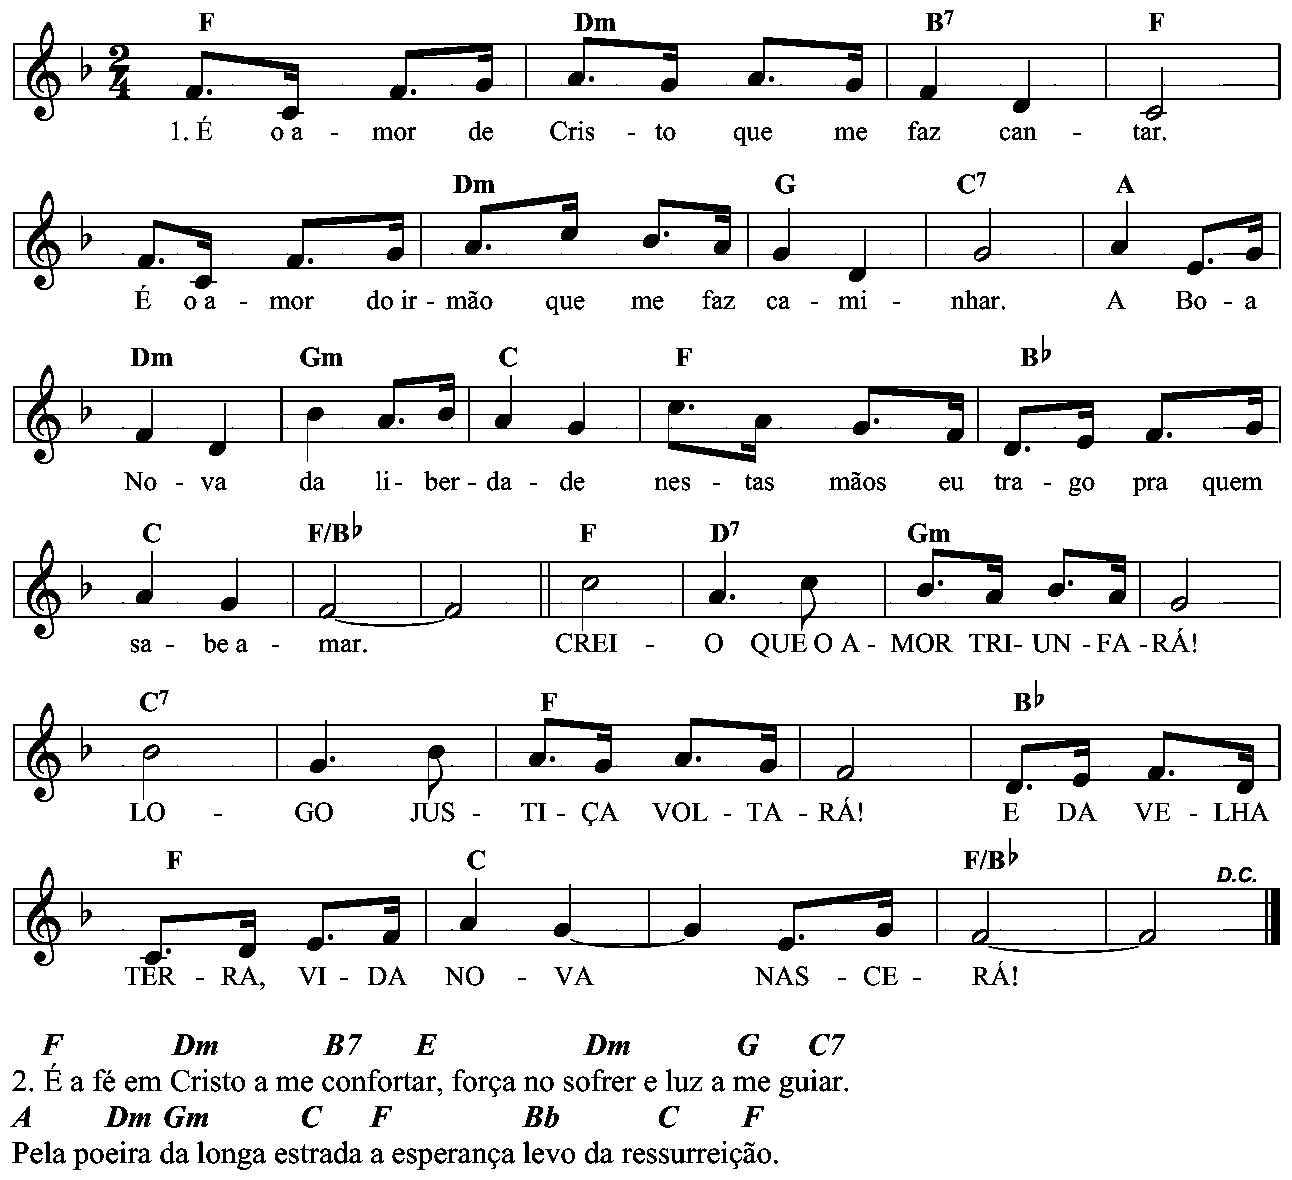 F Dm B7 F
2 4
1. É o a - mor de Cris - to que me faz can - tar.
Dm G C7 A
É o a - mor do ir - mão que me faz ca - mi - nhar. A Bo - a
Dm Gm C F B♭
No - va da li - ber - da - de nes - tas mãos eu tra - go pra quem
C F/B♭ F D7 Gm
sa - be a - mar. CREI - O QUE O A - MOR TRI - UN - FA - RÁ!
C7 F B♭
LO - GO JUS - TI - ÇA VOL - TA - RÁ! E DA VE - LHA
F C F/B♭ D.C.
TER - RA, VI - DA NO - VA NAS - CE - RÁ!
F Dm B7 E Dm G C7
2. É a fé em Cristo a me confortar, força no sofrer e luz a me guiar.
A Dm Gm C F Bb C F
Pela poeira da longa estrada a esperança levo da ressurreição.